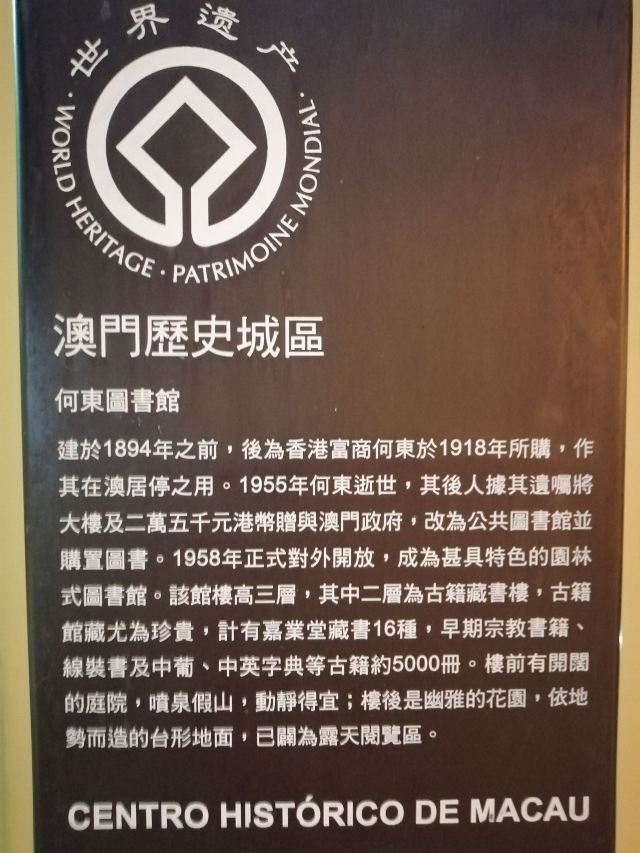 世界遗产
· WORLD HERITAGE · PATRIMOINE MONDIAL ·
澳門歷史城區
何東圖書館
建於1894年之前，後為香港富商何東於1918年所購，作
其在澳居停之用。1955年何東逝世，其後人據其遺囑將
大樓及二萬五千元港幣贈與澳門政府，改為公共圖書館並
購置圖書。1958年正式對外開放，成為甚具特色的園林
式圖書館。該館樓高三層，其中二層為古籍藏書樓，古籍
館藏尤為珍貴，計有嘉業堂藏書16種，早期宗教書籍、
線裝書及中葡、中英字典等古籍約5000冊。樓前有開闊
的庭院，噴泉假山，動靜得宜；樓後是幽雅的花園，依地
勢而造的台形地面，已闢為露天閱覽區。
CENTRO HISTÓRICO DE MACAU